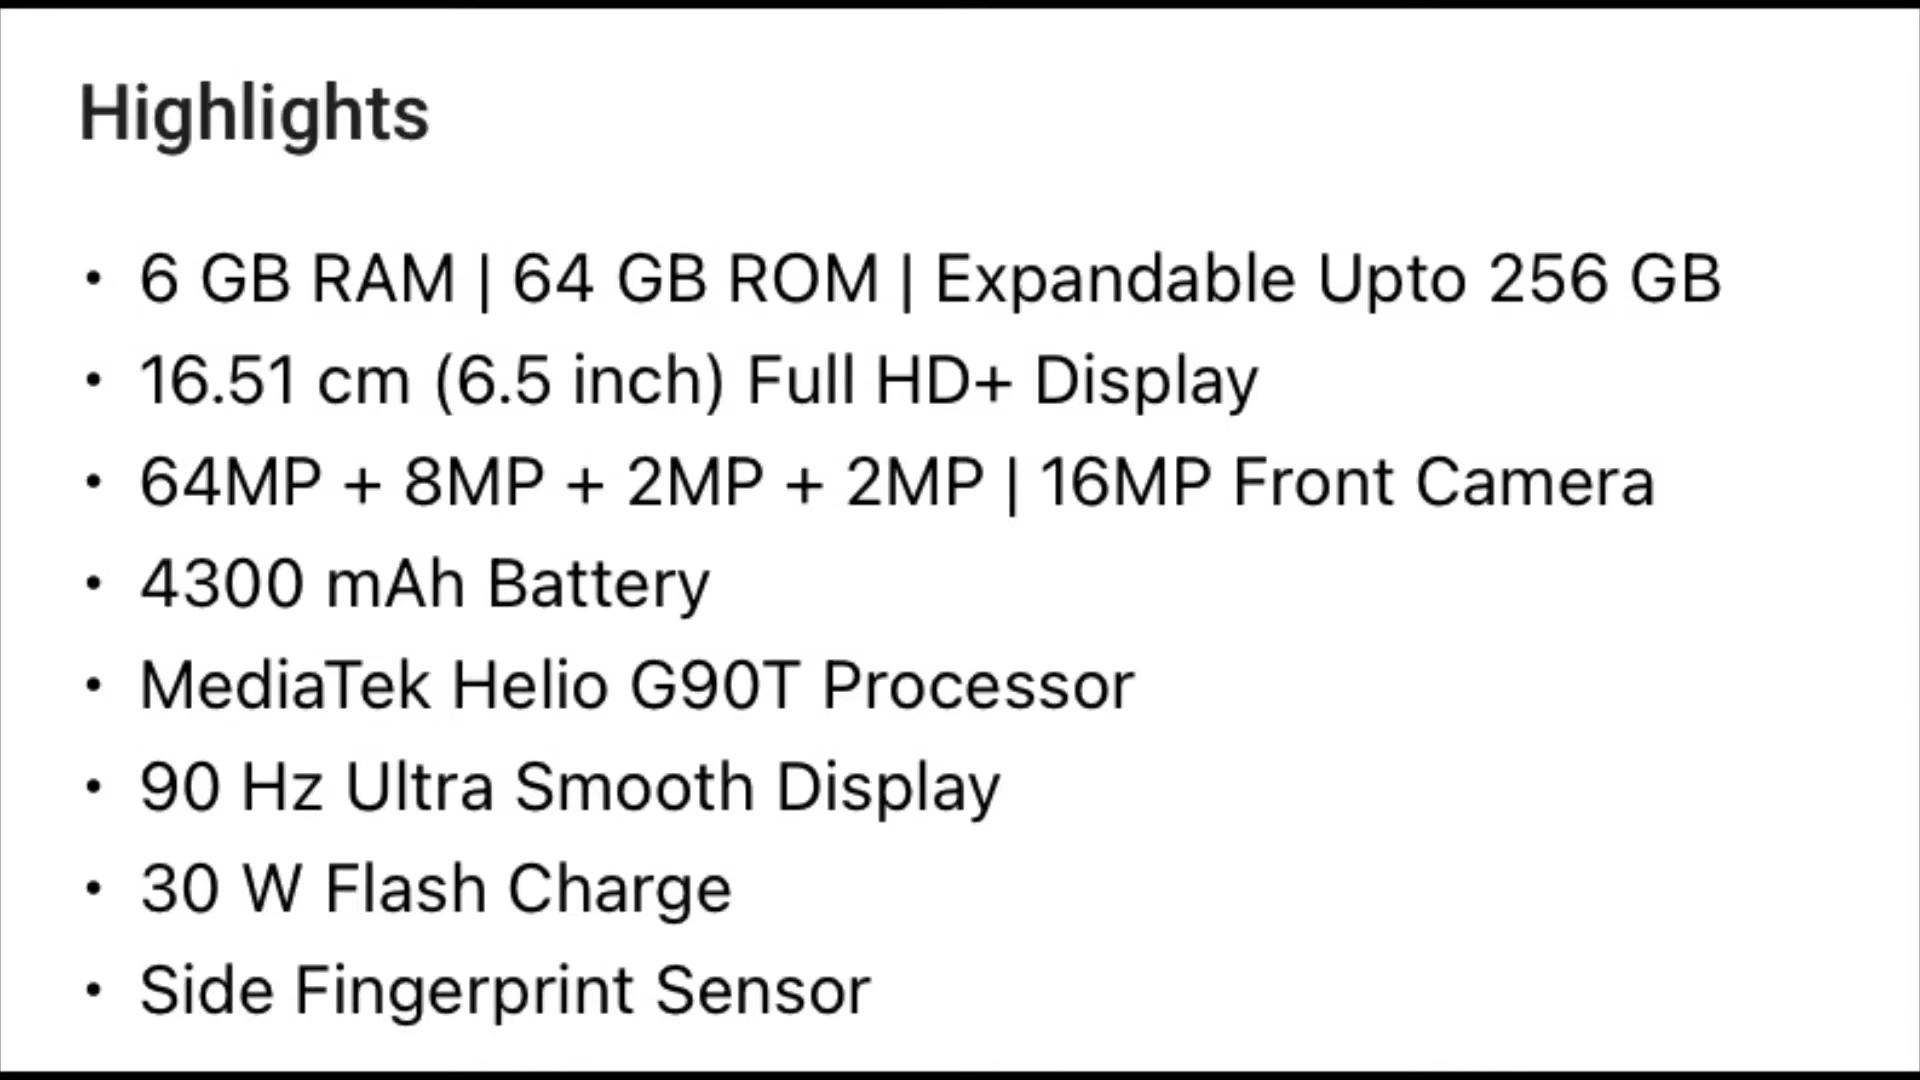 Highlights
• 6 GB RAM | 64 GB ROM | Expandable Upto 256 GB
• 16.51 cm (6.5 inch) Full HD+ Display
• 64MP + 8MP + 2MP + 2MP | 16MP Front Camera
• 4300 mAh Battery
• MediaTek Helio G90T Processor
• 90 Hz Ultra Smooth Display
• 30 W Flash Charge
• Side Fingerprint Sensor